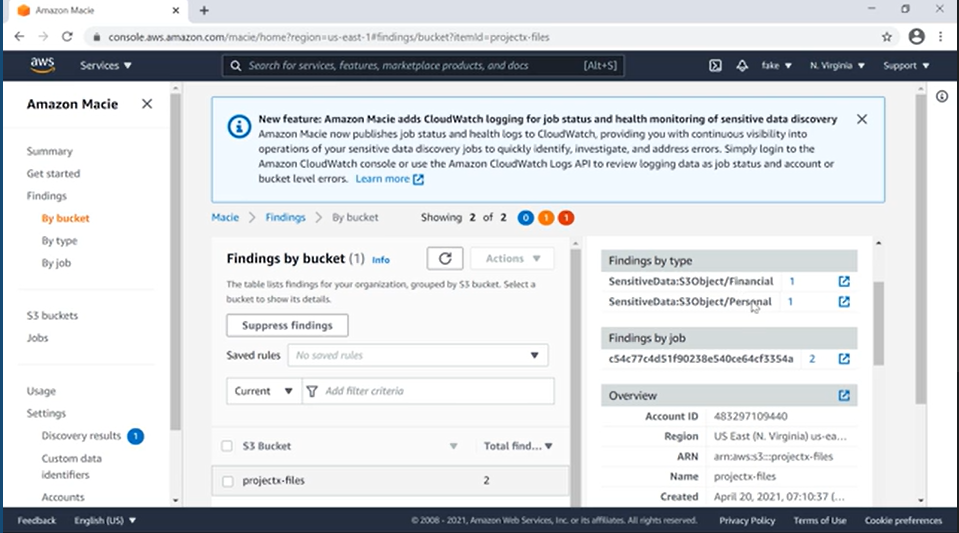 Amazon Macie
console.aws.amazon.com/macie/home?region=us-east-1#findings/bucket?itemId=projectx-files
aws
Services
Search for services, features, marketplace products, and docs
[Alt+S]
fake
N. Virginia
Support
Amazon Macie
Summary
Get started
Findings
By bucket
By type
By job
S3 buckets
Jobs
Usage
Settings
Discovery results 1
Custom data
identifiers
Accounts
New feature: Amazon Macie adds CloudWatch logging for job status and health monitoring of sensitive data discovery
Amazon Macie now publishes job status and health logs to CloudWatch, providing you with continuous visibility into
operations of your sensitive data discovery jobs to quickly identify, investigate, and address errors. Simply login to the
Amazon CloudWatch console or use the Amazon CloudWatch Logs API to review logging data as job status and account or
bucket level errors. Learn more
Macie > Findings > By bucket
Showing 2 of 2 0 1 1
Findings by bucket (1) Info
Actions
The table lists findings for your organization, grouped by S3 bucket. Select a
bucket to show its details.
Suppress findings
Saved rules No saved rules
Current Add filter criteria
S3 Bucket Total find...
projectx-files 2
Findings by type
SensitiveData:S3Object/Financial 1
SensitiveData:S3Object/Personal 1
Findings by job
c54c77c4d51f90238e540ce64cf3354a 2
Overview
Account ID 483297109440
Region US East (N. Virginia) us-ea...
ARN arn:aws:s3:::projectx-files
Name projectx-files
Created April 20, 2021, 07:10:37 (...
Feedback English (US)
© 2008 - 2021, Amazon Web Services, Inc. or its affiliates. All rights reserved. Privacy Policy Terms of Use Cookie preferences